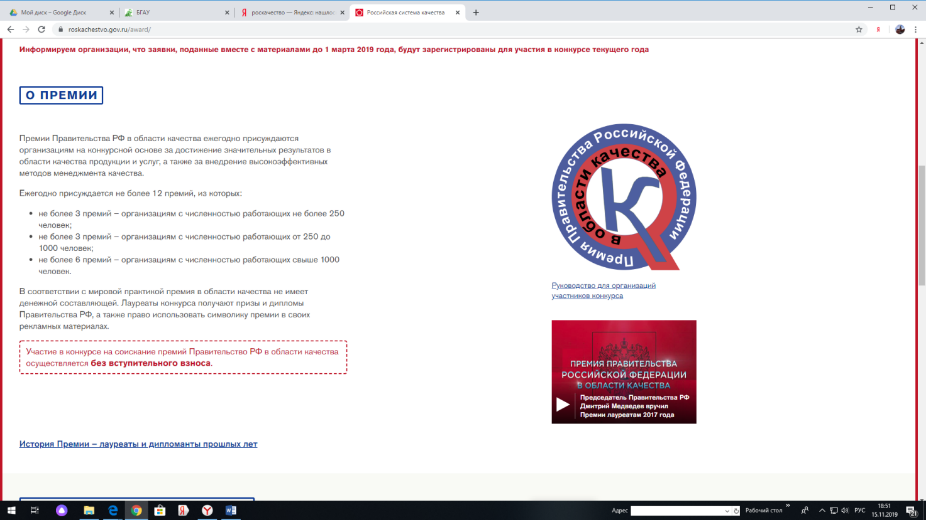 Мой диск – Google Диск
БГАУ
роскачество — Яндекс: нашлос
Российская система качества
roskachestvo.gov.ru/award/
Информируем организации, что заявки, поданные вместе с материалами до 1 марта 2019 года, будут зарегистрированы для участия в конкурсе текущего года
О ПРЕМИИ
Премии Правительства РФ в области качества ежегодно присуждаются
организациям на конкурсной основе за достижение значительных результатов в
области качества продукции и услуг, а также за внедрение высокоэффективных
методов менеджмента качества.
Ежегодно присуждается не более 12 премий, из которых:
• не более 3 премий – организациям с численностью работающих не более 250
человек;
• не более 3 премий – организациям с численностью работающих от 250 до
1000 человек;
• не более 6 премий – организациям с численностью работающих свыше 1000
человек.
В соответствии с мировой практикой премия в области качества не имеет
денежной составляющей. Лауреаты конкурса получают призы и дипломы
Правительства РФ, а также право использовать символику премии в своих
рекламных материалах.
Участие в конкурсе на соискание премий Правительство РФ в области качества
осуществляется без вступительного взноса.
История Премии – лауреаты и дипломанты прошлых лет
Премия Правительства Российской Федерации
в области качества
К
Руководство для организаций
участников конкурса
ПРЕМИЯ ПРАВИТЕЛЬСТВА
РОССИЙСКОЙ ФЕДЕРАЦИИ
В ОБЛАСТИ КАЧЕСТВА
Председатель Правительства РФ
Дмитрий Медведев вручил
Премии лауреатам 2017 года
Адрес
Рабочий стол
РУС
18:51
15.11.2019
21